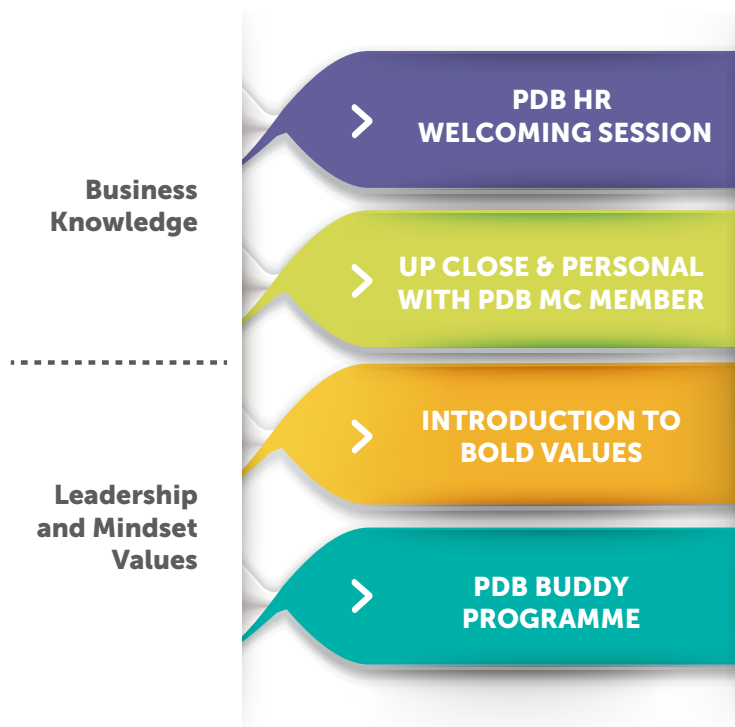 Business
Knowledge
PDB HR
WELCOMING SESSION
UP CLOSE & PERSONAL
WITH PDB MC MEMBER
Leadership
and Mindset
Values
INTRODUCTION TO
BOLD VALUES
PDB BUDDY
PROGRAMME